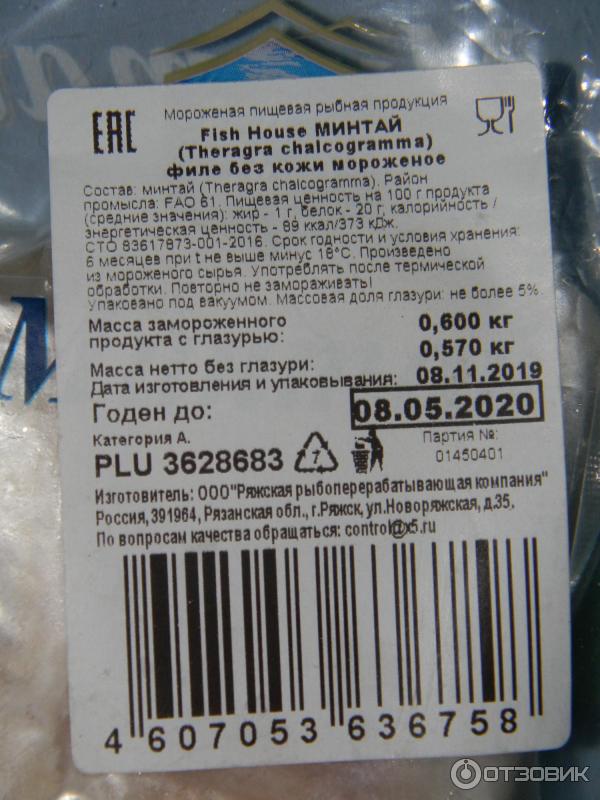 EAC
Мороженая пищевая рыбная продукция
Fish House МИНТАЙ
(Theragra chalcogramma)
филе без кожи мороженое
Состав: минтай (Theragra chalcogramma). Район
промысла: FAO 61. Пищевая ценность на 100 г продукта
(средние значения): жир - 1 г, белок - 20 г, калорийность /
энергетическая ценность - 89 ккал/373 кДж.
СТО 83617873-001-2016. Срок годности и условия хранения:
6 месяцев при t не выше минус 18°С. Произведено
из мороженого сырья. Употреблять после термической
обработки. Повторно не замораживать!
Упаковано под вакуумом. Массовая доля глазури: не более 5%.
Масса замороженного
продукта с глазурью: 0,600 кг
Масса нетто без глазури: 0,570 кг
Дата изготовления и упаковывания: 08.11.2019
Годен до: 08.05.2020
Категория А. Партия №:
PLU 3628683 7 01450401
Изготовитель: ООО"Ряжская рыбоперерабатывающая компания"
Россия, 391964, Рязанская обл., г.Ряжск, ул.Новоряжская, д.35.
По вопросам качества обращаться: control@x5.ru
4 607053 636758
ОТЗОВИК